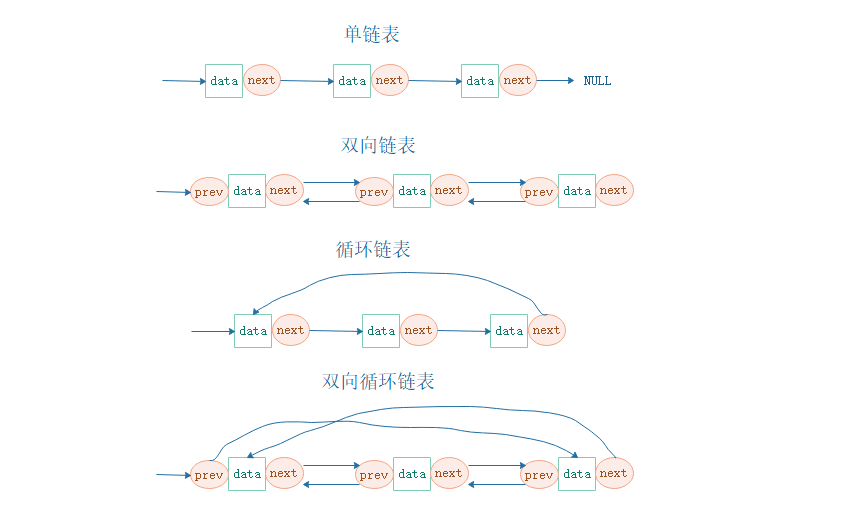 单链表
data next data next data next NULL
双向链表
prev data next prev data next prev data next
循环链表
data next data next data next
双向循环链表
prev data next prev data next prev data next